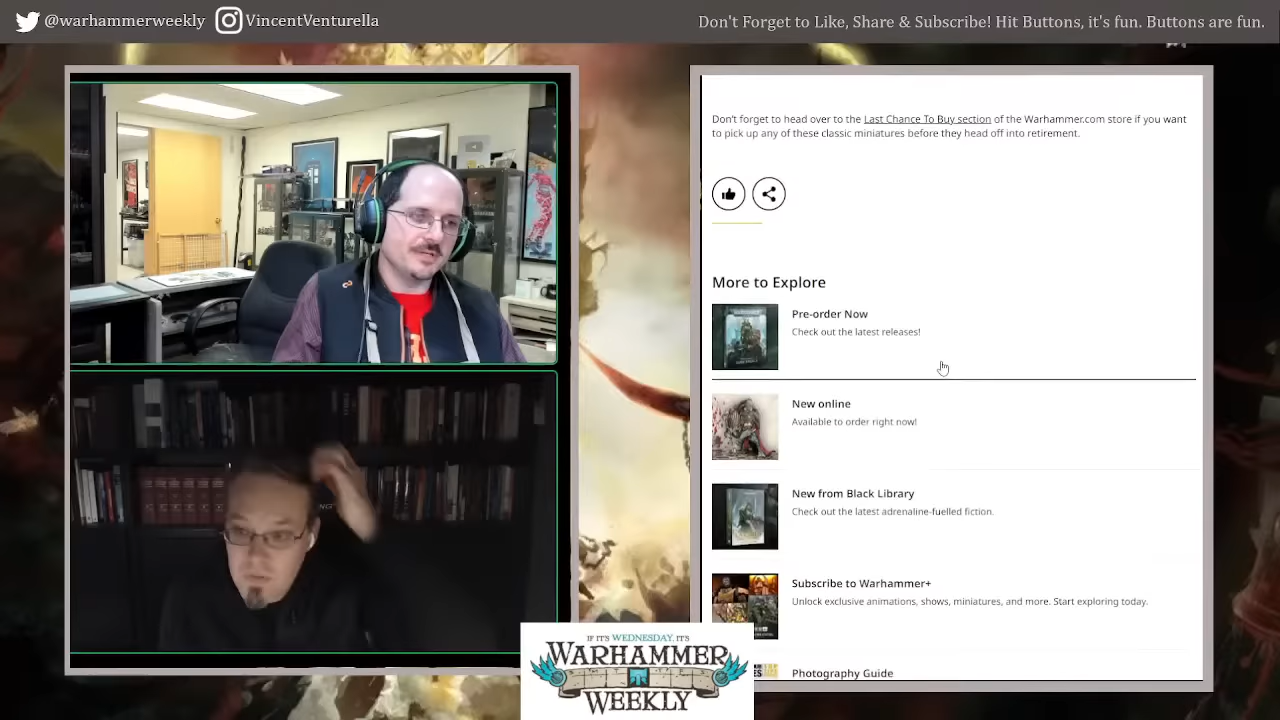 @warhammerweekly VincentVenturella
Don't Forget to Like, Share & Subscribe! Hit Buttons, it's fun. Buttons are fun.
Don't forget to head over to the Last Chance To Buy section of the Warhammer.com store if you want
to pick up any of these classic miniatures before they head off into retirement.
More to Explore
Pre-order Now
Check out the latest releases!
New online
Available to order right now!
New from Black Library
Check out the latest adrenaline-fuelled fiction.
Subscribe to Warhammer+
Unlock exclusive animations, shows, miniatures, and more. Start exploring today.
Photography Guide
IF IT'S WEDNESDAY, IT'S
WARHAMMER
WEEKLY